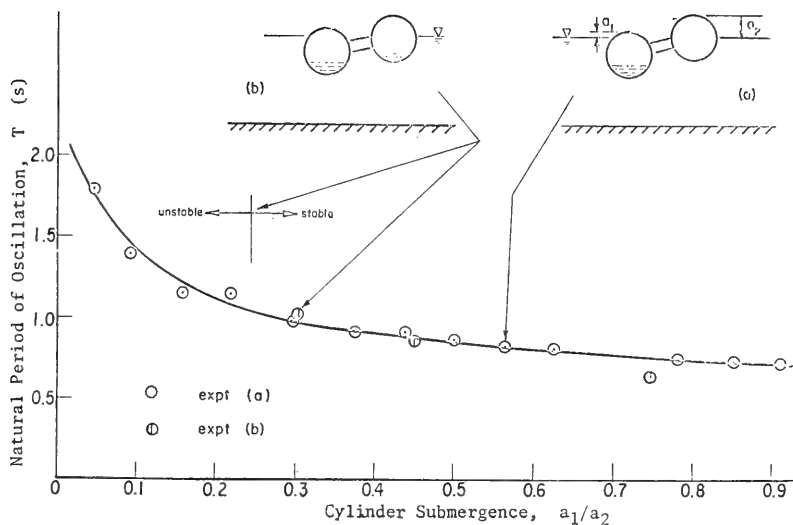 (b)
a₁
a₂
(a)
Natural Period of Oscillation, T (s)
2.0
1.5
1.0
0.5
unstable
stable
expt (a)
expt (b)
0 0.1 0.2 0.3 0.4 0.5 0.6 0.7 0.8 0.9
Cylinder Submergence, a₁/a₂